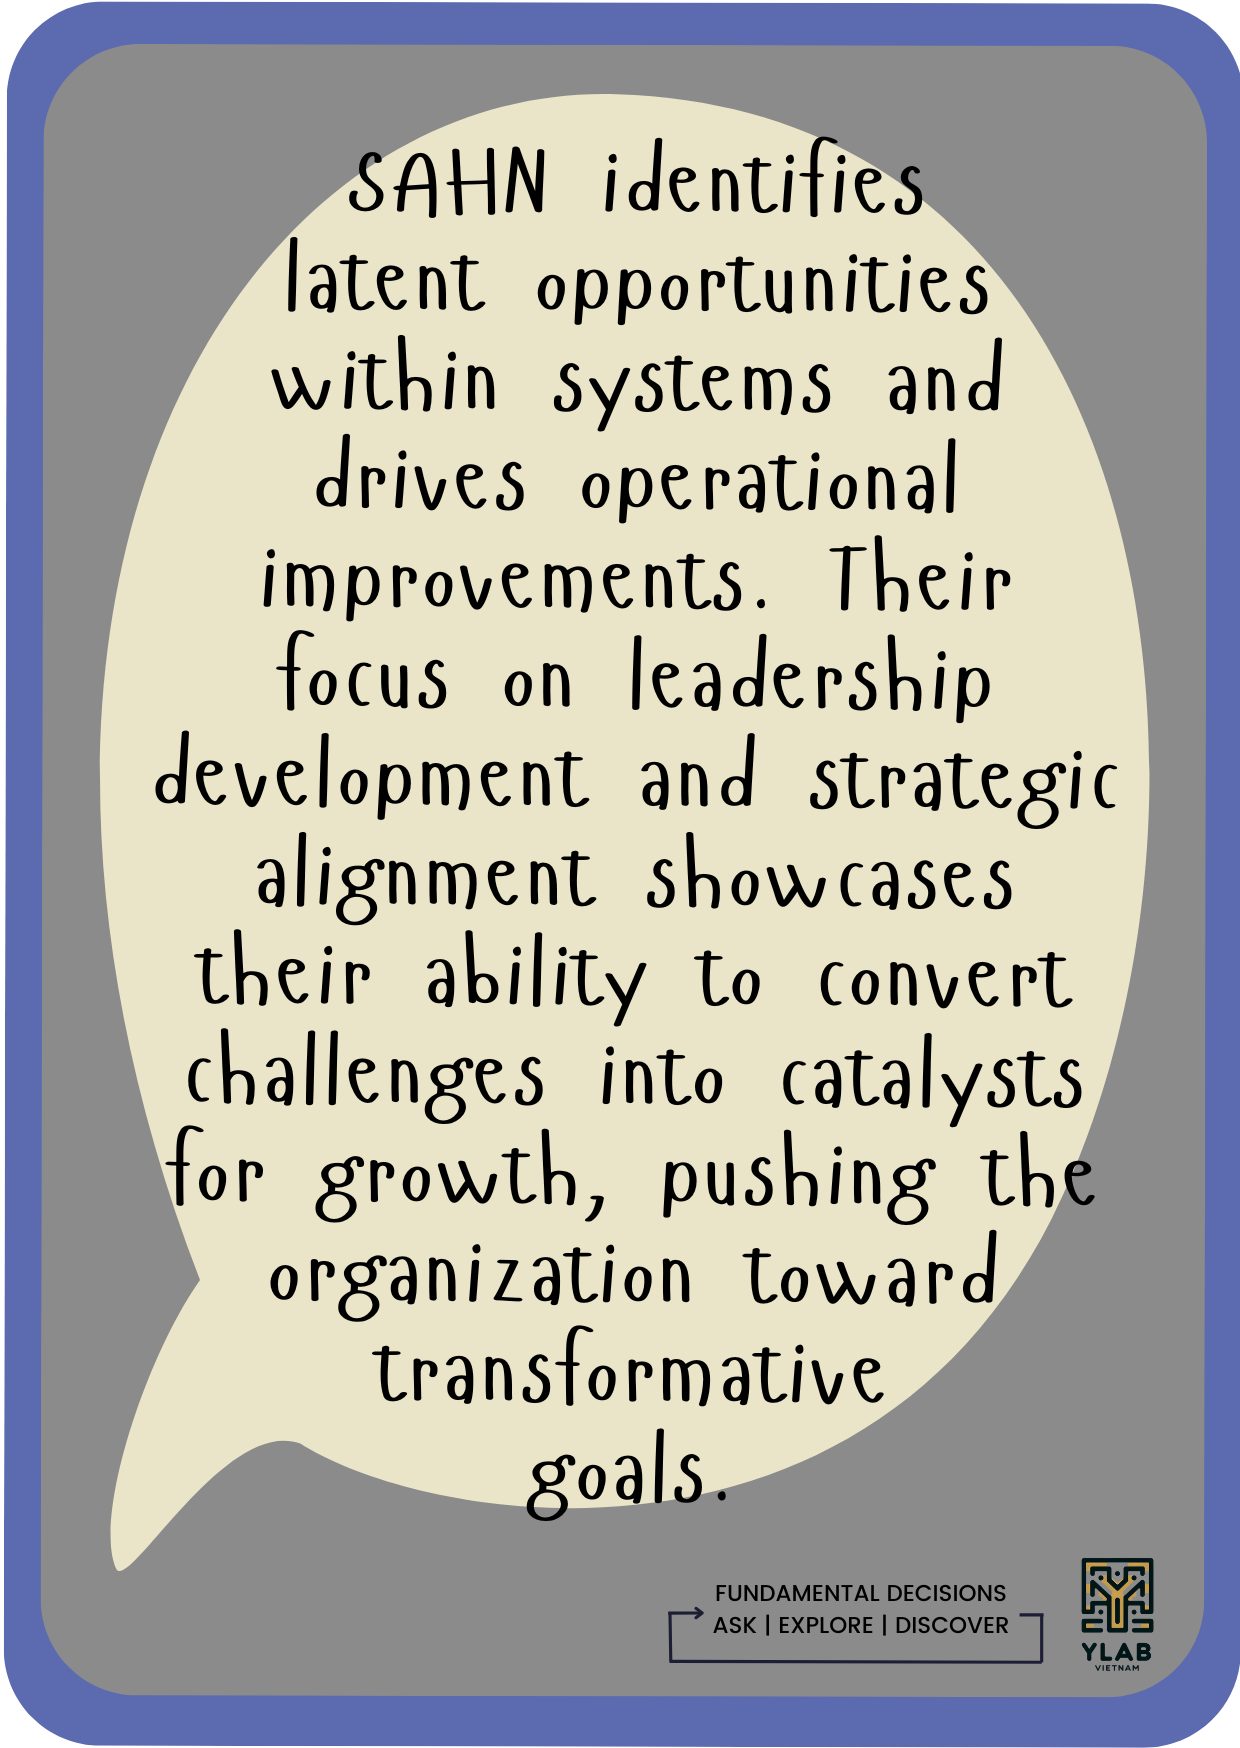 SAHN identifies
latent opportunities
within systems and
drives operational
improvements. Their
focus on leadership
development and strategic
alignment showcases
their ability to convert
challenges into catalysts
for growth, pushing the
organization toward
transformative
goals.
FUNDAMENTAL DECISIONS
ASK | EXPLORE | DISCOVER
YLAB
VIETNAM